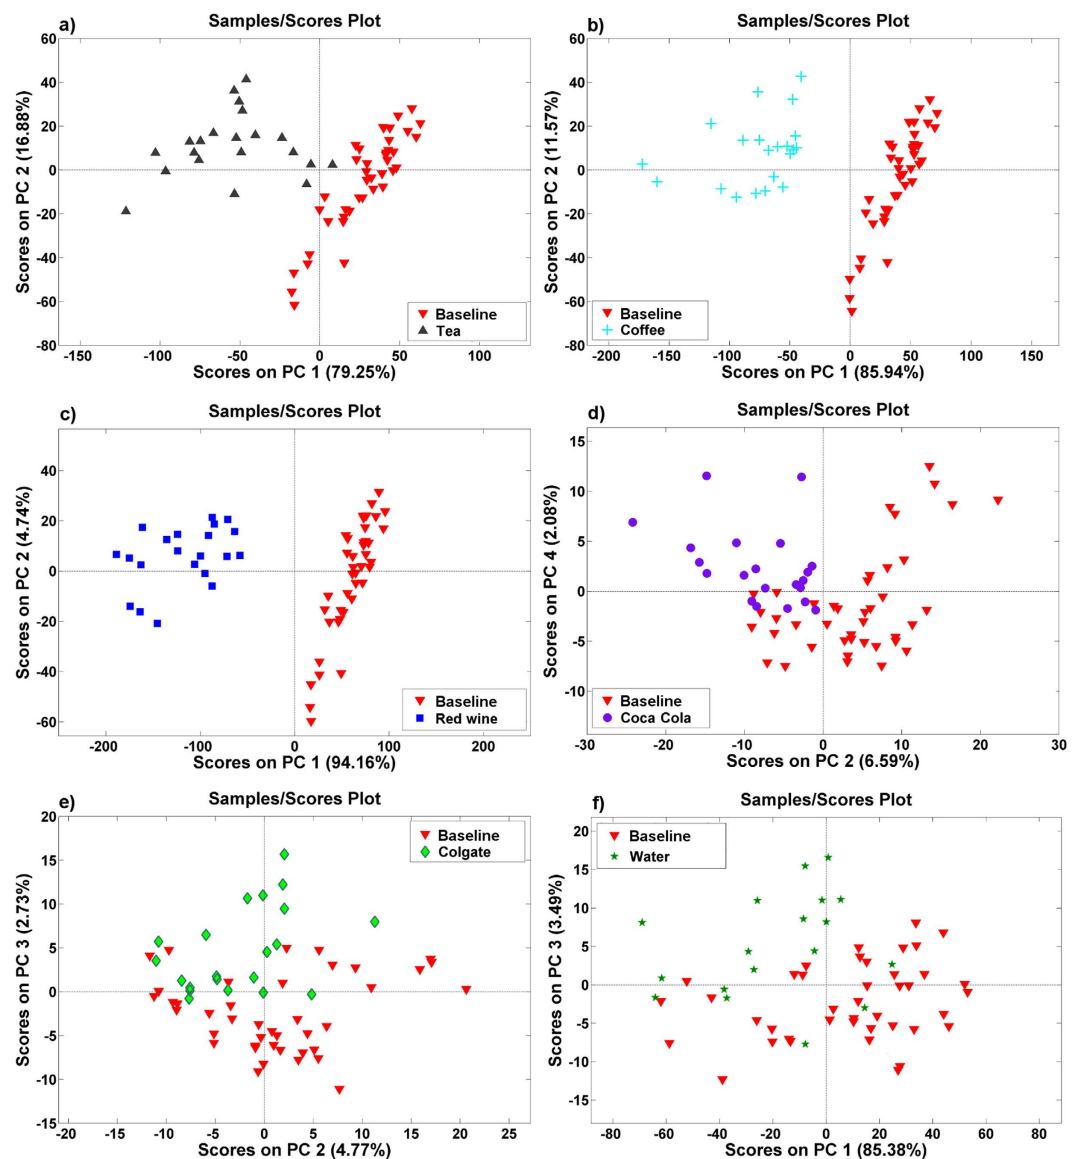 a)
Samples/Scores Plot
60
40
20
0
-20
-40
-60
-80
Scores on PC 2 (16.88%)
-150
-100
-50
0
50
100
Scores on PC 1 (79.25%)
Baseline
Tea
b)
Samples/Scores Plot
60
40
20
0
-20
-40
-60
-80
Scores on PC 2 (11.57%)
-200
-150
-100
-50
0
50
100
150
Scores on PC 1 (85.94%)
Baseline
Coffee
c)
Samples/Scores Plot
40
20
0
-20
-40
-60
Scores on PC 2 (4.74%)
-200
-100
0
100
200
Scores on PC 1 (94.16%)
Baseline
Red wine
d)
Samples/Scores Plot
15
10
5
0
-5
-10
Scores on PC 4 (2.08%)
-30
-20
-10
0
10
20
30
Scores on PC 2 (6.59%)
Baseline
Coca Cola
e)
Samples/Scores Plot
20
15
10
5
0
-5
-10
-15
Scores on PC 3 (2.73%)
-20
-15
-10
-5
0
5
10
15
20
25
Scores on PC 2 (4.77%)
Baseline
Colgate
f)
Samples/Scores Plot
20
15
10
5
0
-5
-10
-15
Scores on PC 3 (3.49%)
-80
-60
-40
-20
0
20
40
60
80
Scores on PC 1 (85.38%)
Baseline
Water